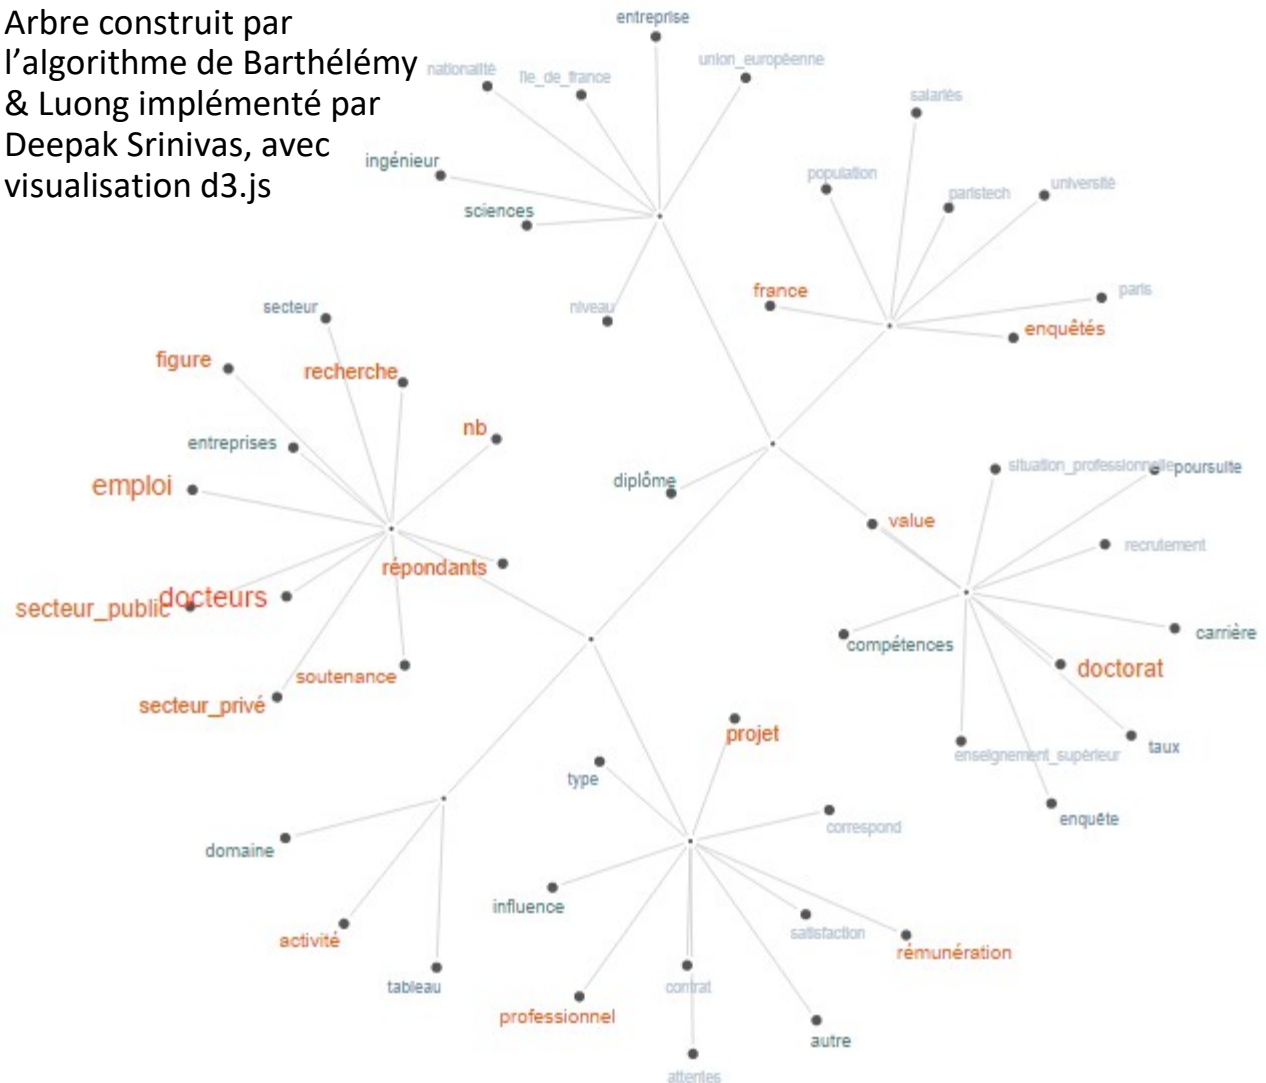 Arbre construit par
l’algorithme de Barthélémy
& Luong implémenté par
Deepak Srinivas, avec
visualisation d3.js
entreprise
union_européenne
nationalité
île_de_france
salariés
ingénieur
population
université
paristech
sciences
france
paris
niveau
enquêtés
secteur
figure
recherche
nb
entreprises
diplôme
situation_professionnelle
poursuite
emploi
value
recrutement
répondants
docteurs
secteur_public
carrière
compétences
doctorat
soutenance
secteur_privé
projet
taux
enseignement_supérieur
type
enquête
correspond
domaine
influence
satisfaction
activité
rémunération
tableau
contrat
professionnel
autre
attentes